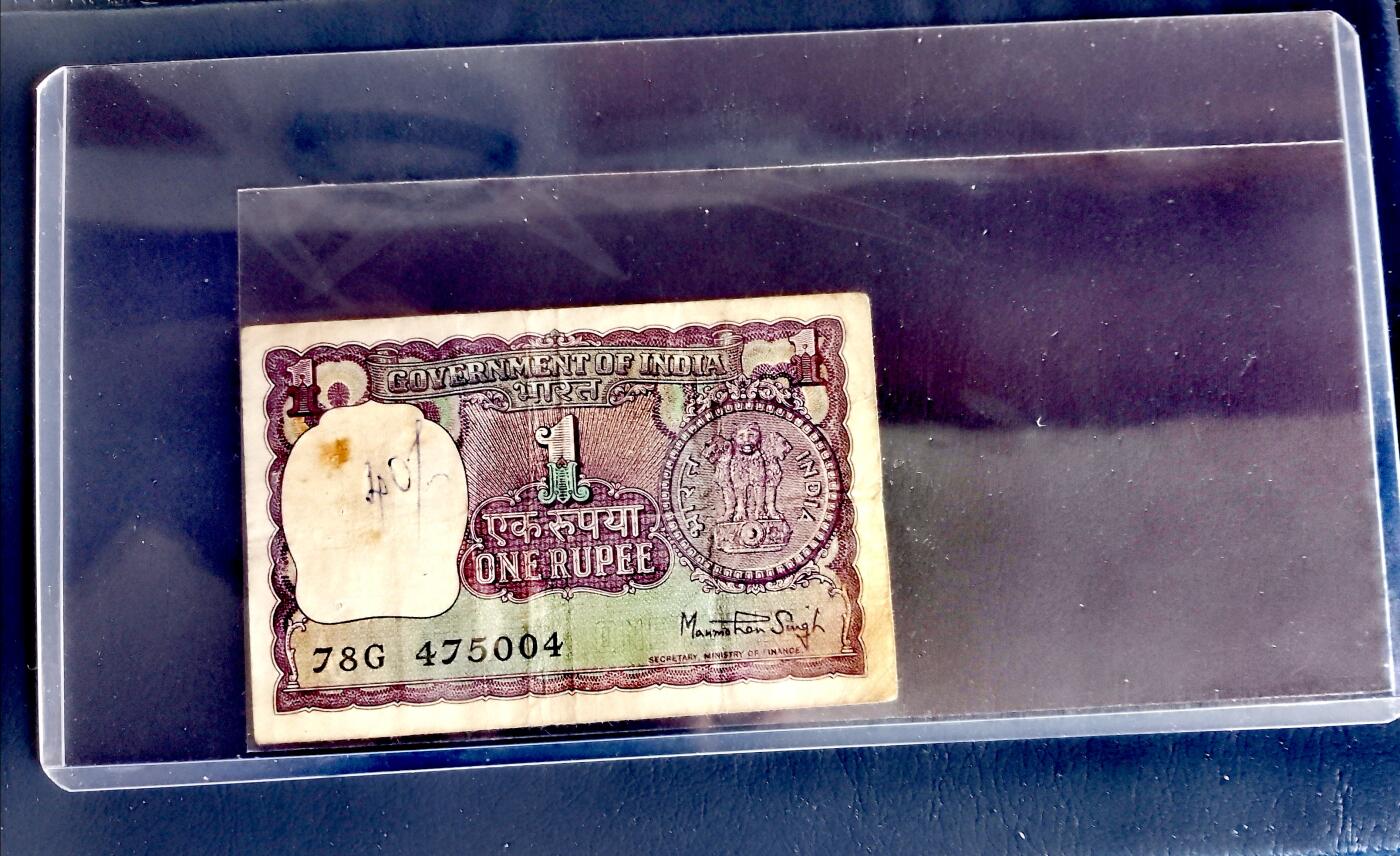 1 1
GOVERNMENT OF INDIA
भारत
1
एक रूपया
ONE RUPEE
भारत INDIA
40/-
78G 475004
Manmohan Singh
SECRETARY, MINISTRY OF FINANCE